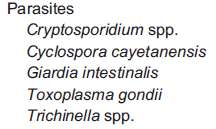 Parasites
Cryptosporidium spp.
Cyclospora cayetanensis
Giardia intestinalis
Toxoplasma gondii
Trichinella spp.